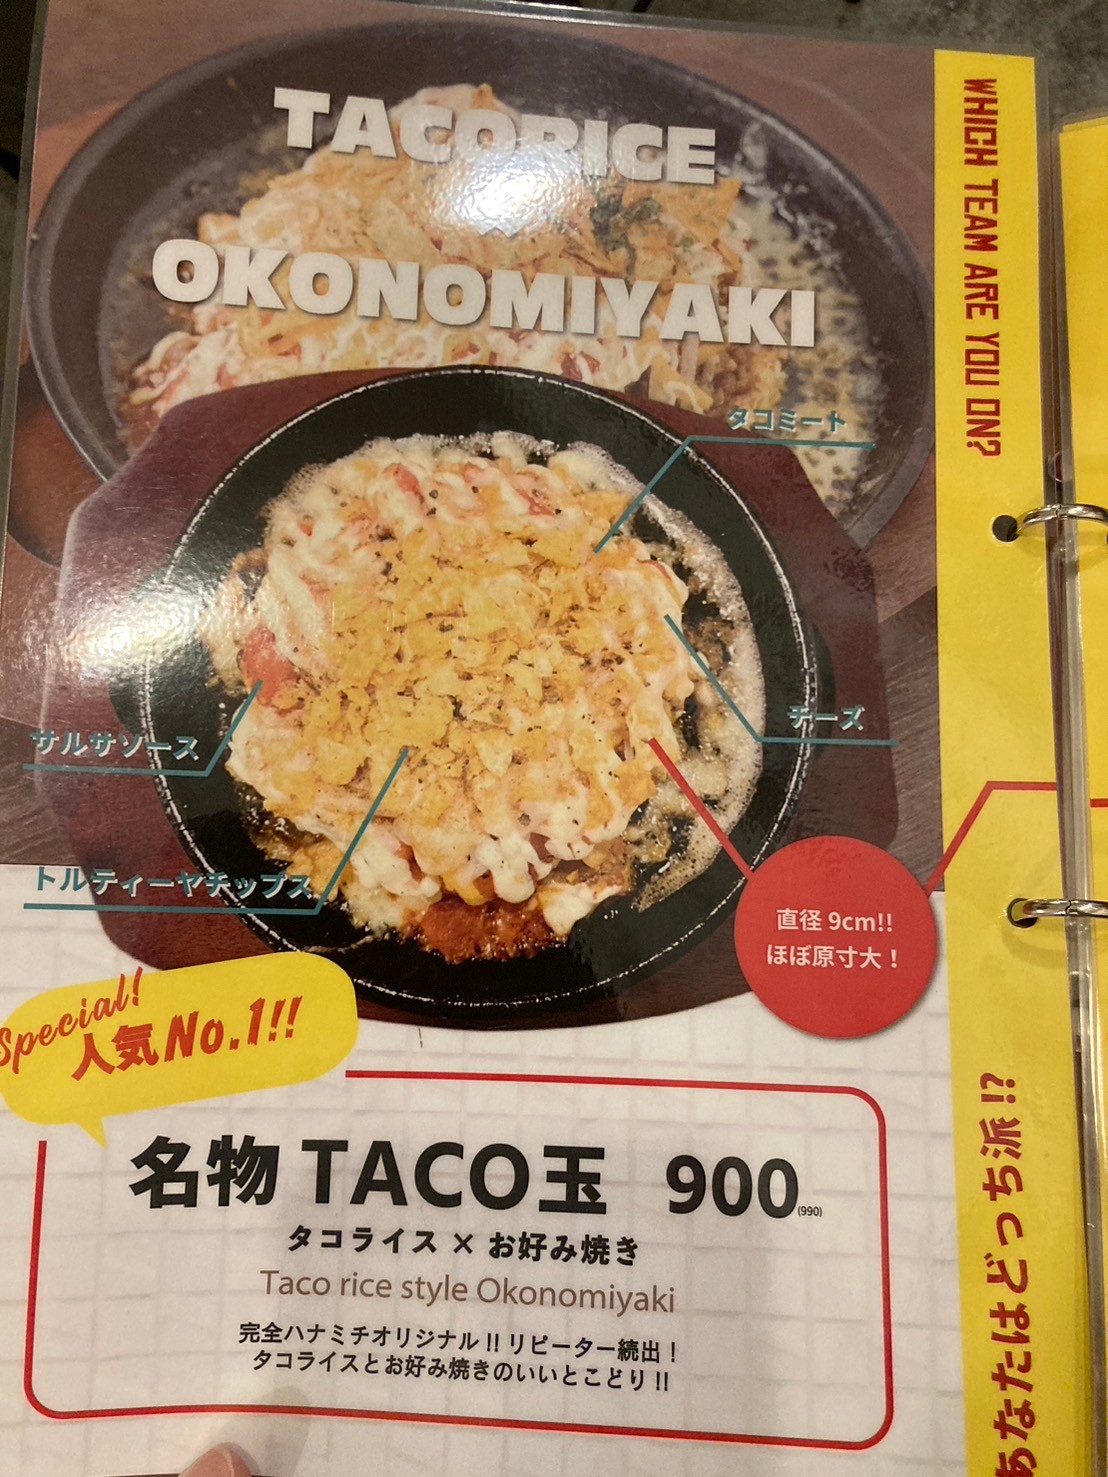 TACORICE
OKONOMIYAKI
タコミート
チーズ
サルサソース
トルティーヤチップス
直径 9cm!!
ほぼ原寸大！
Special!
人気No.1!!
名物 TACO玉 900(990)
タコライス × お好み焼き
Taco rice style Okonomiyaki
完全ハナミチオリジナル!! リピーター続出！
タコライスとお好み焼きのいいとこどり!!
WHICH TEAM ARE YOU ON?
あなたはどっち派!?